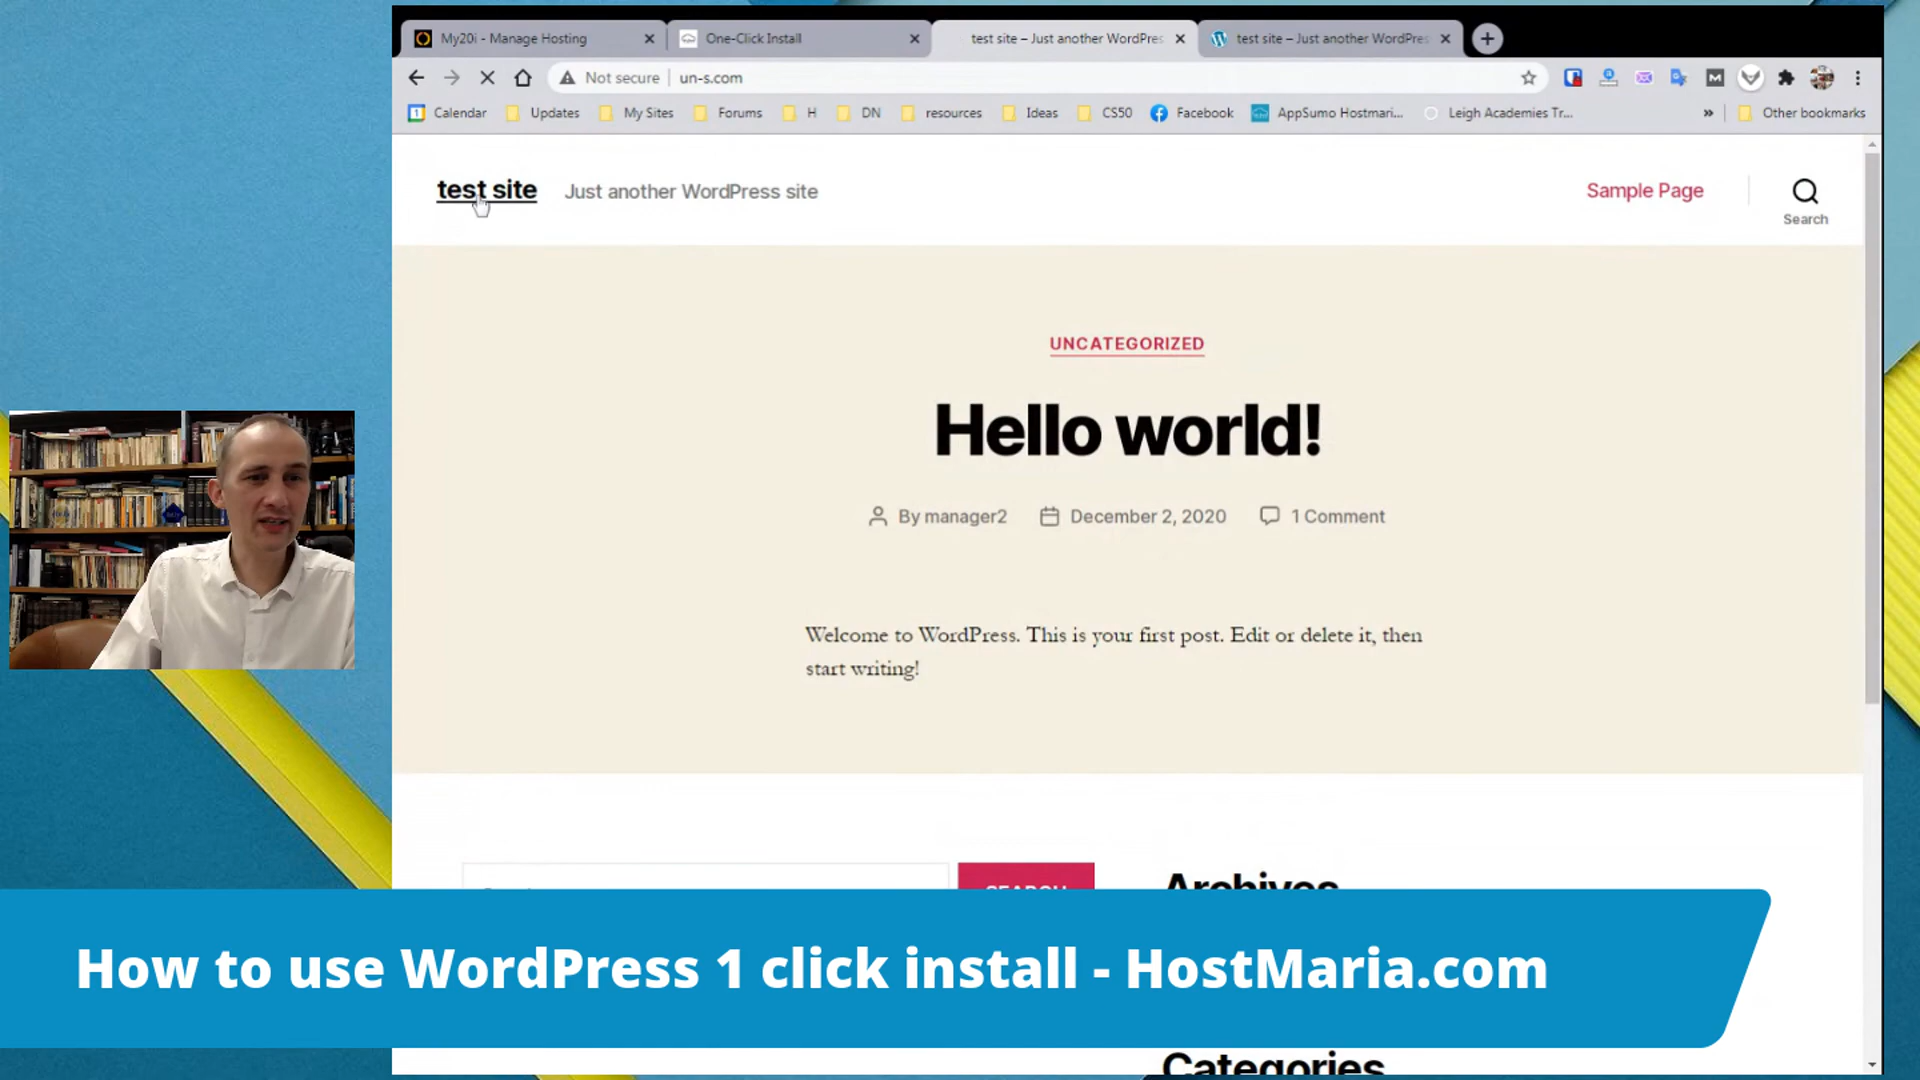 My20i - Manage Hosting
One-Click Install
test site – Just another WordPres
test site – Just another WordPres
Not secure
un-s.com
Calendar
Updates
My Sites
Forums
H
DN
resources
Ideas
CS50
Facebook
AppSumo Hostmari...
Leigh Academies Tr...
»
Other bookmarks
test site
Just another WordPress site
Sample Page
Search
UNCATEGORIZED
Hello world!
By manager2
December 2, 2020
1 Comment
Welcome to WordPress. This is your first post. Edit or delete it, then
start writing!
SEARCH
Archives
How to use WordPress 1 click install - HostMaria.com
Categories